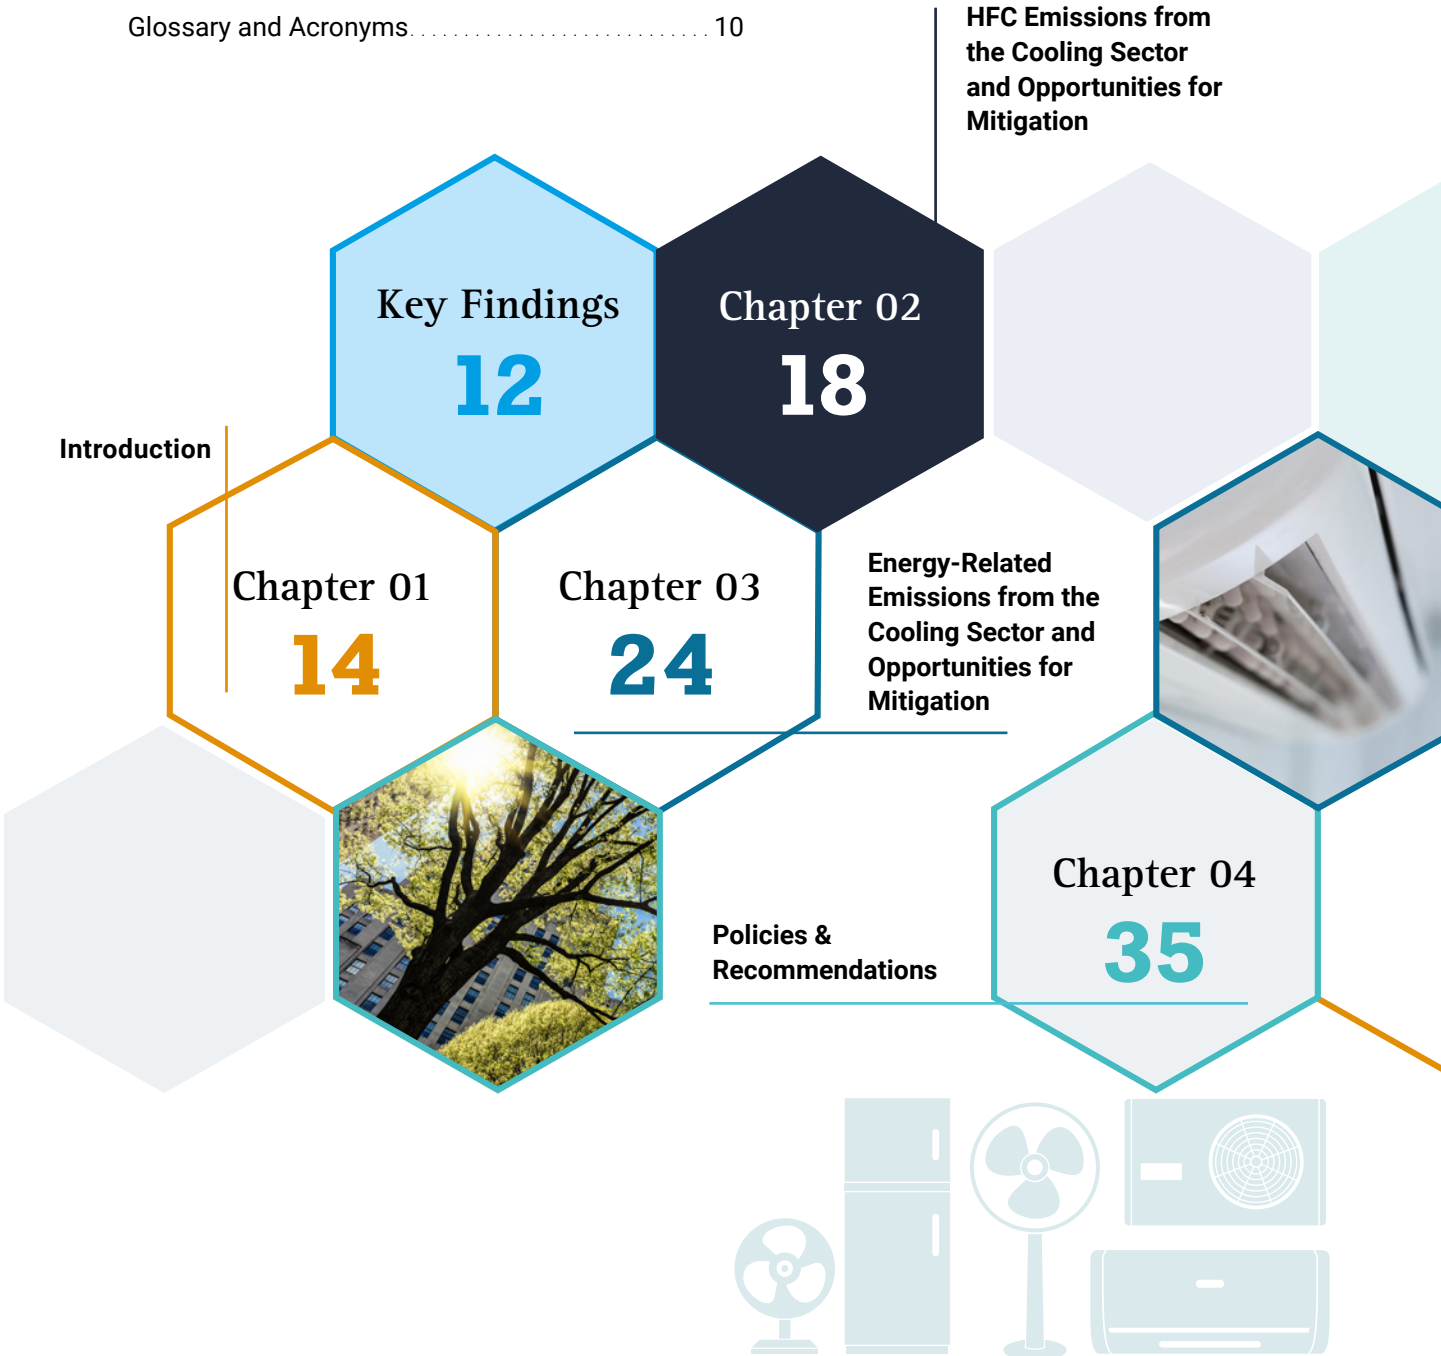 Glossary and Acronyms............................10
HFC Emissions from
the Cooling Sector
and Opportunities for
Mitigation
Key Findings
12
Chapter 02
18
Introduction
Chapter 01
14
Chapter 03
24
Energy-Related
Emissions from the
Cooling Sector and
Opportunities for
Mitigation
Chapter 04
35
Policies &
Recommendations